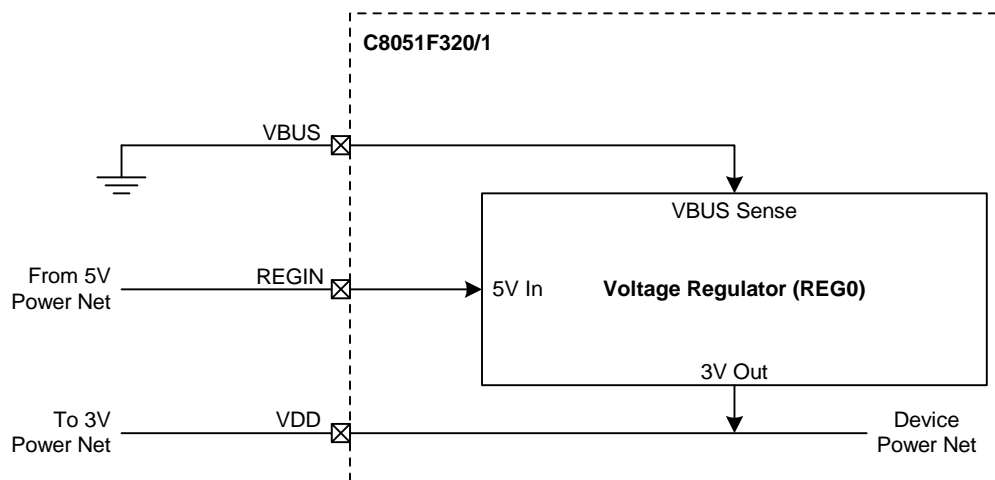 C8051F320/1
VBUS
VBUS Sense
From 5V
Power Net
REGIN
5V In
Voltage Regulator (REG0)
3V Out
To 3V
Power Net
VDD
Device
Power Net